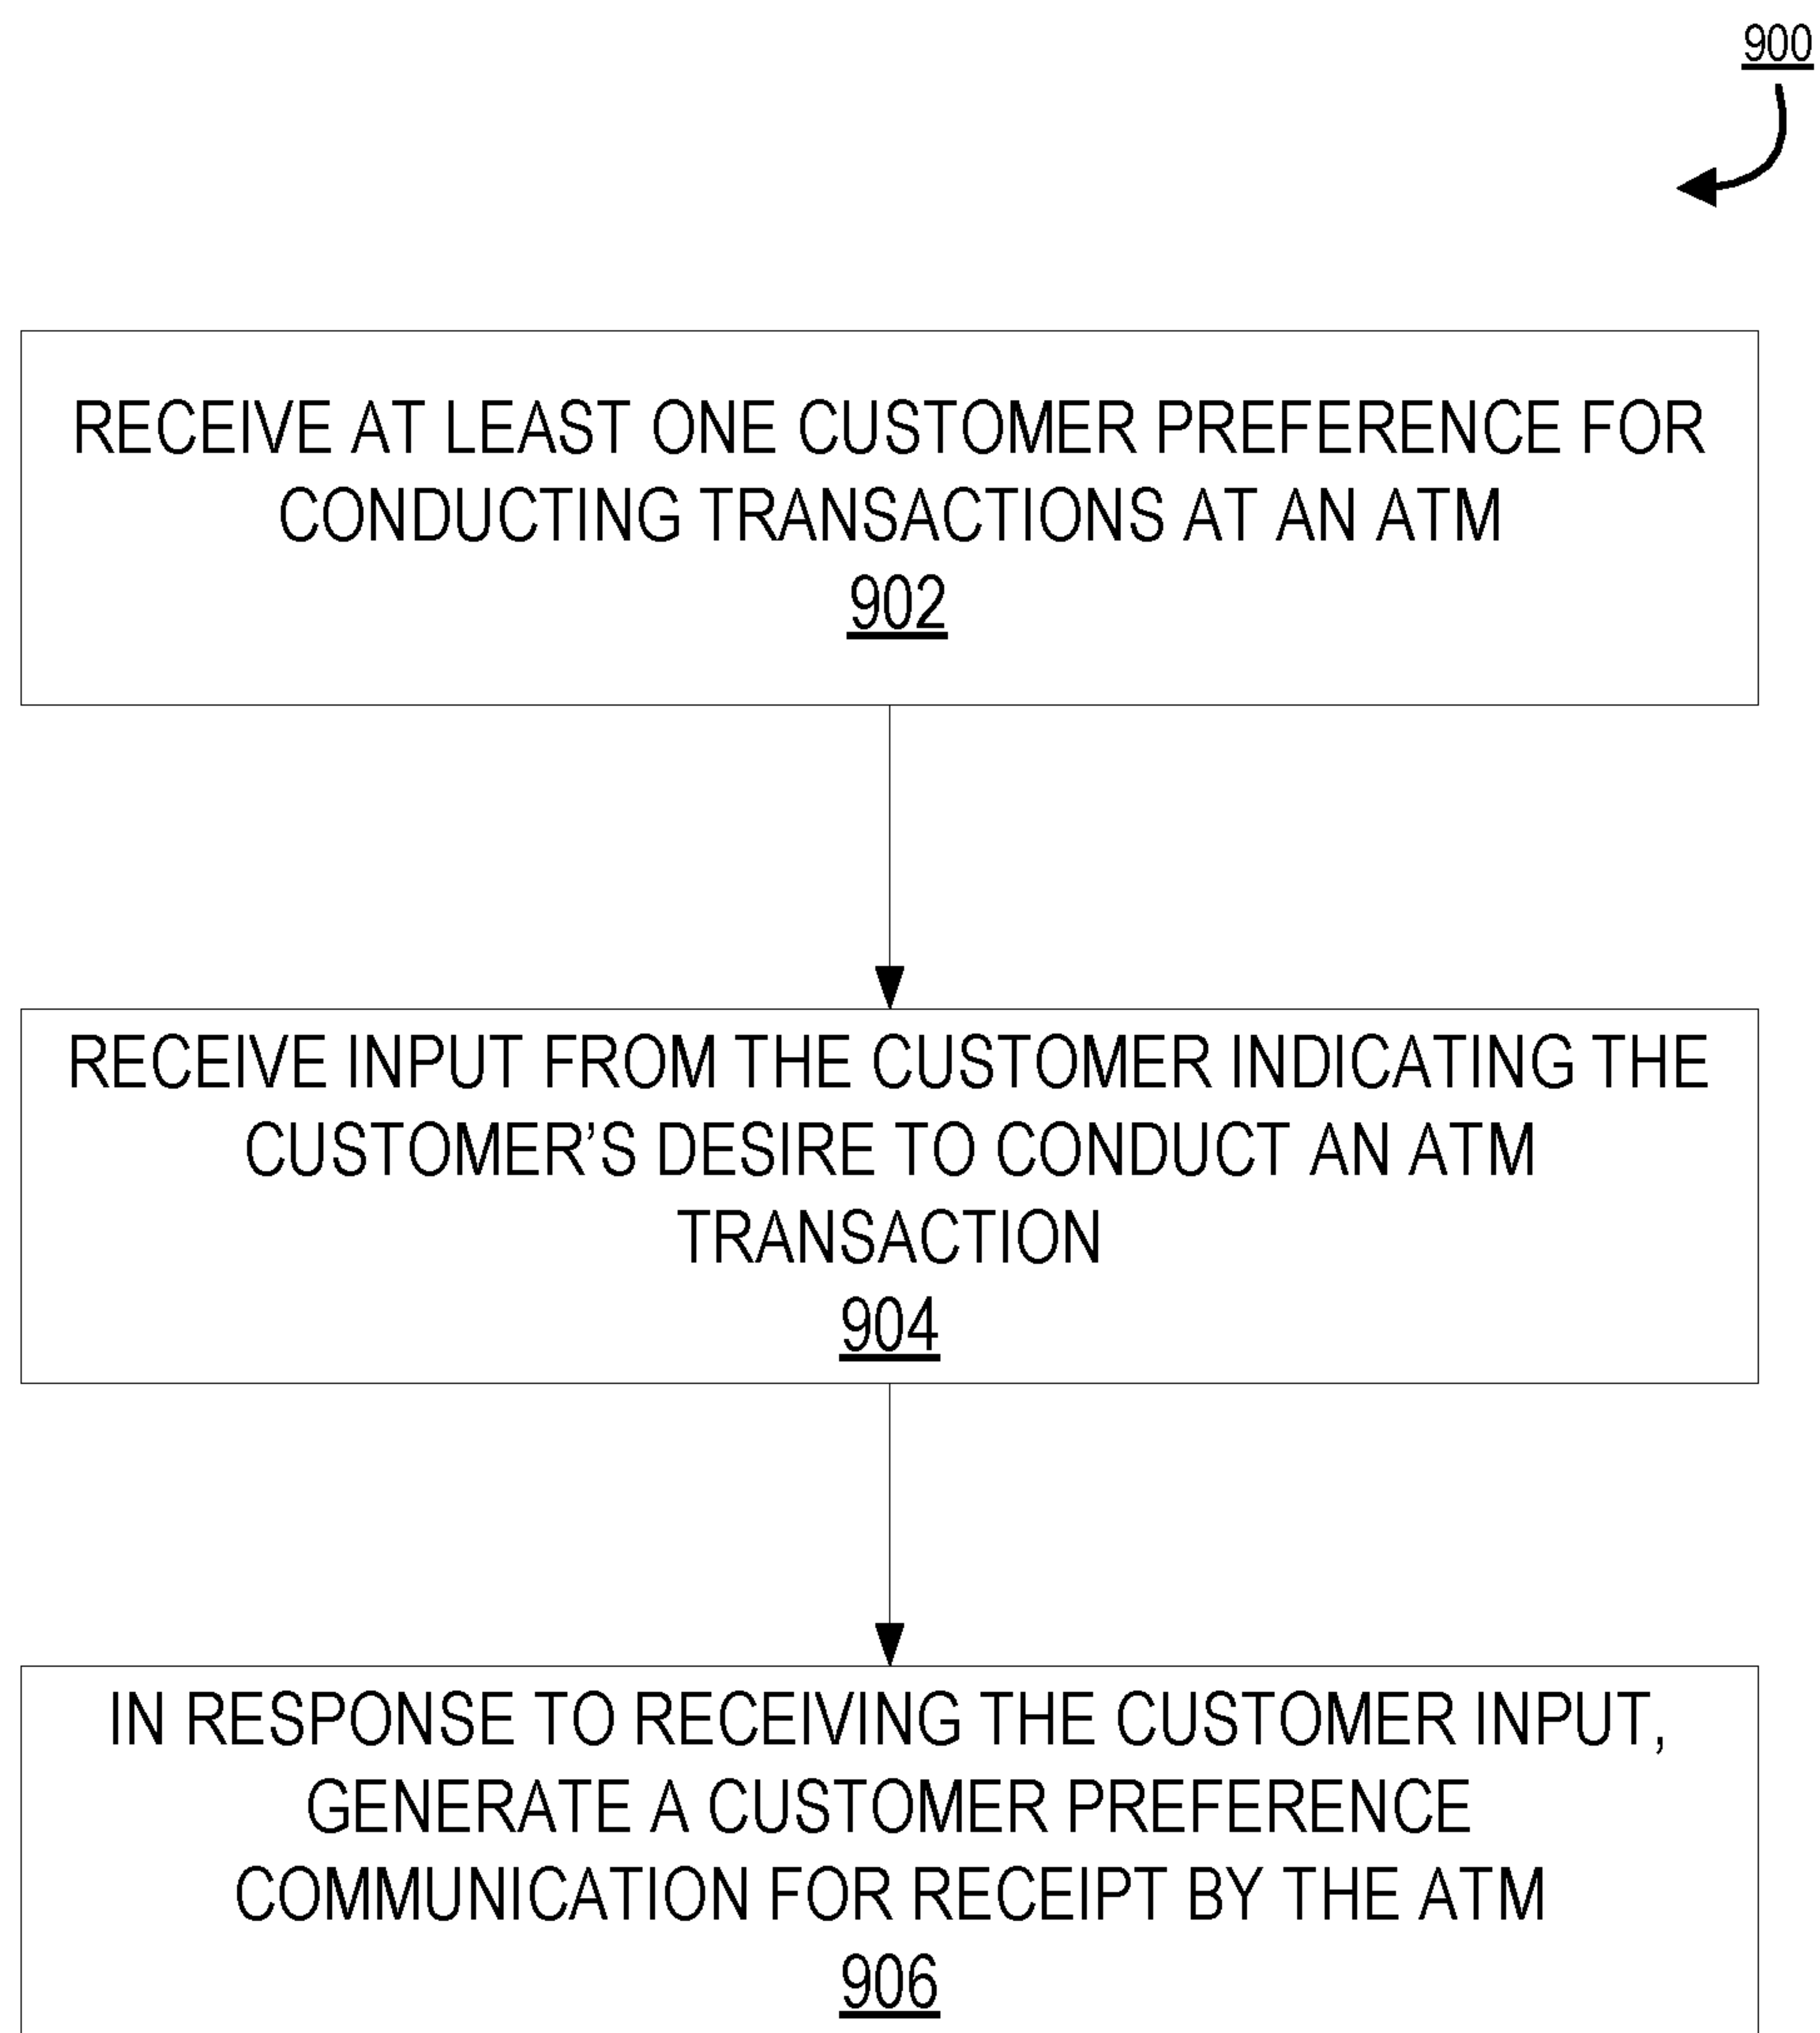 900
RECEIVE AT LEAST ONE CUSTOMER PREFERENCE FOR
CONDUCTING TRANSACTIONS AT AN ATM
902
RECEIVE INPUT FROM THE CUSTOMER INDICATING THE
CUSTOMER'S DESIRE TO CONDUCT AN ATM
TRANSACTION
904
IN RESPONSE TO RECEIVING THE CUSTOMER INPUT,
GENERATE A CUSTOMER PREFERENCE
COMMUNICATION FOR RECEIPT BY THE ATM
906